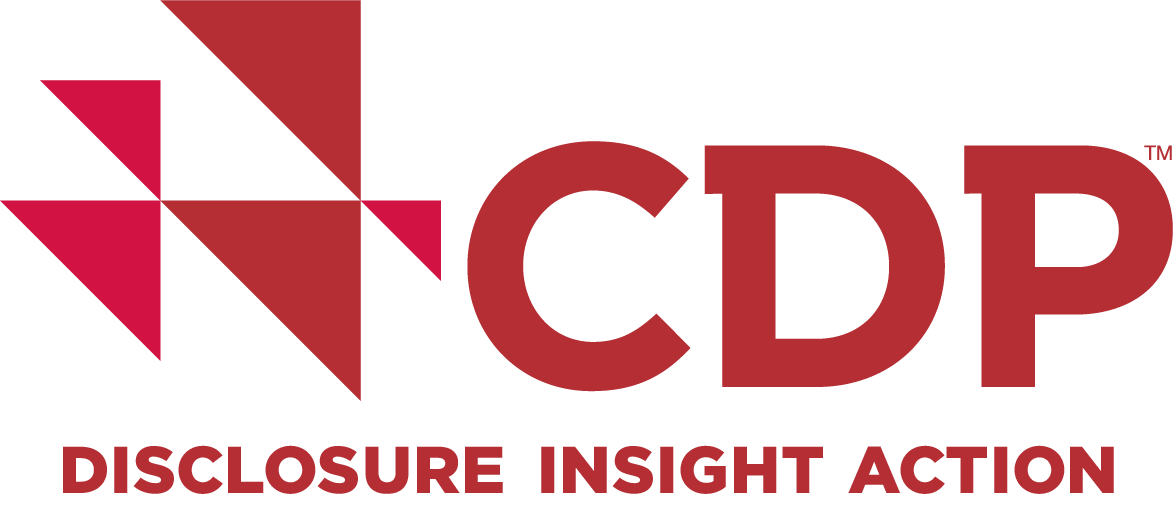 CDP™
DISCLOSURE INSIGHT ACTION